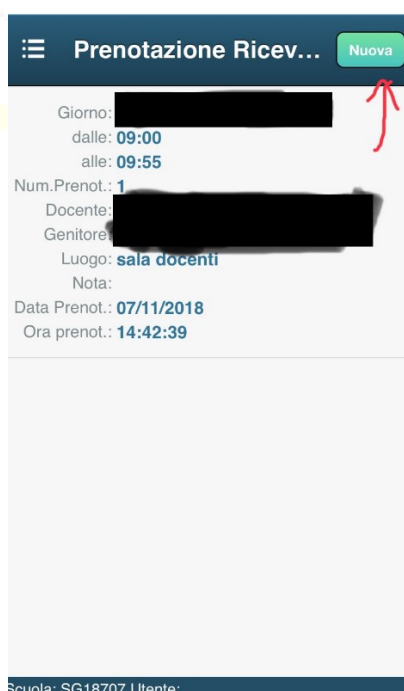 Prenotazione Ricev... Nuova
Giorno:
dalle: 09:00
alle: 09:55
Num.Prenot.: 1
Docente:
Genitore:
Luogo: sala docenti
Nota:
Data Prenot.: 07/11/2018
Ora prenot.: 14:42:39
Scuola: SG18707 Utente: